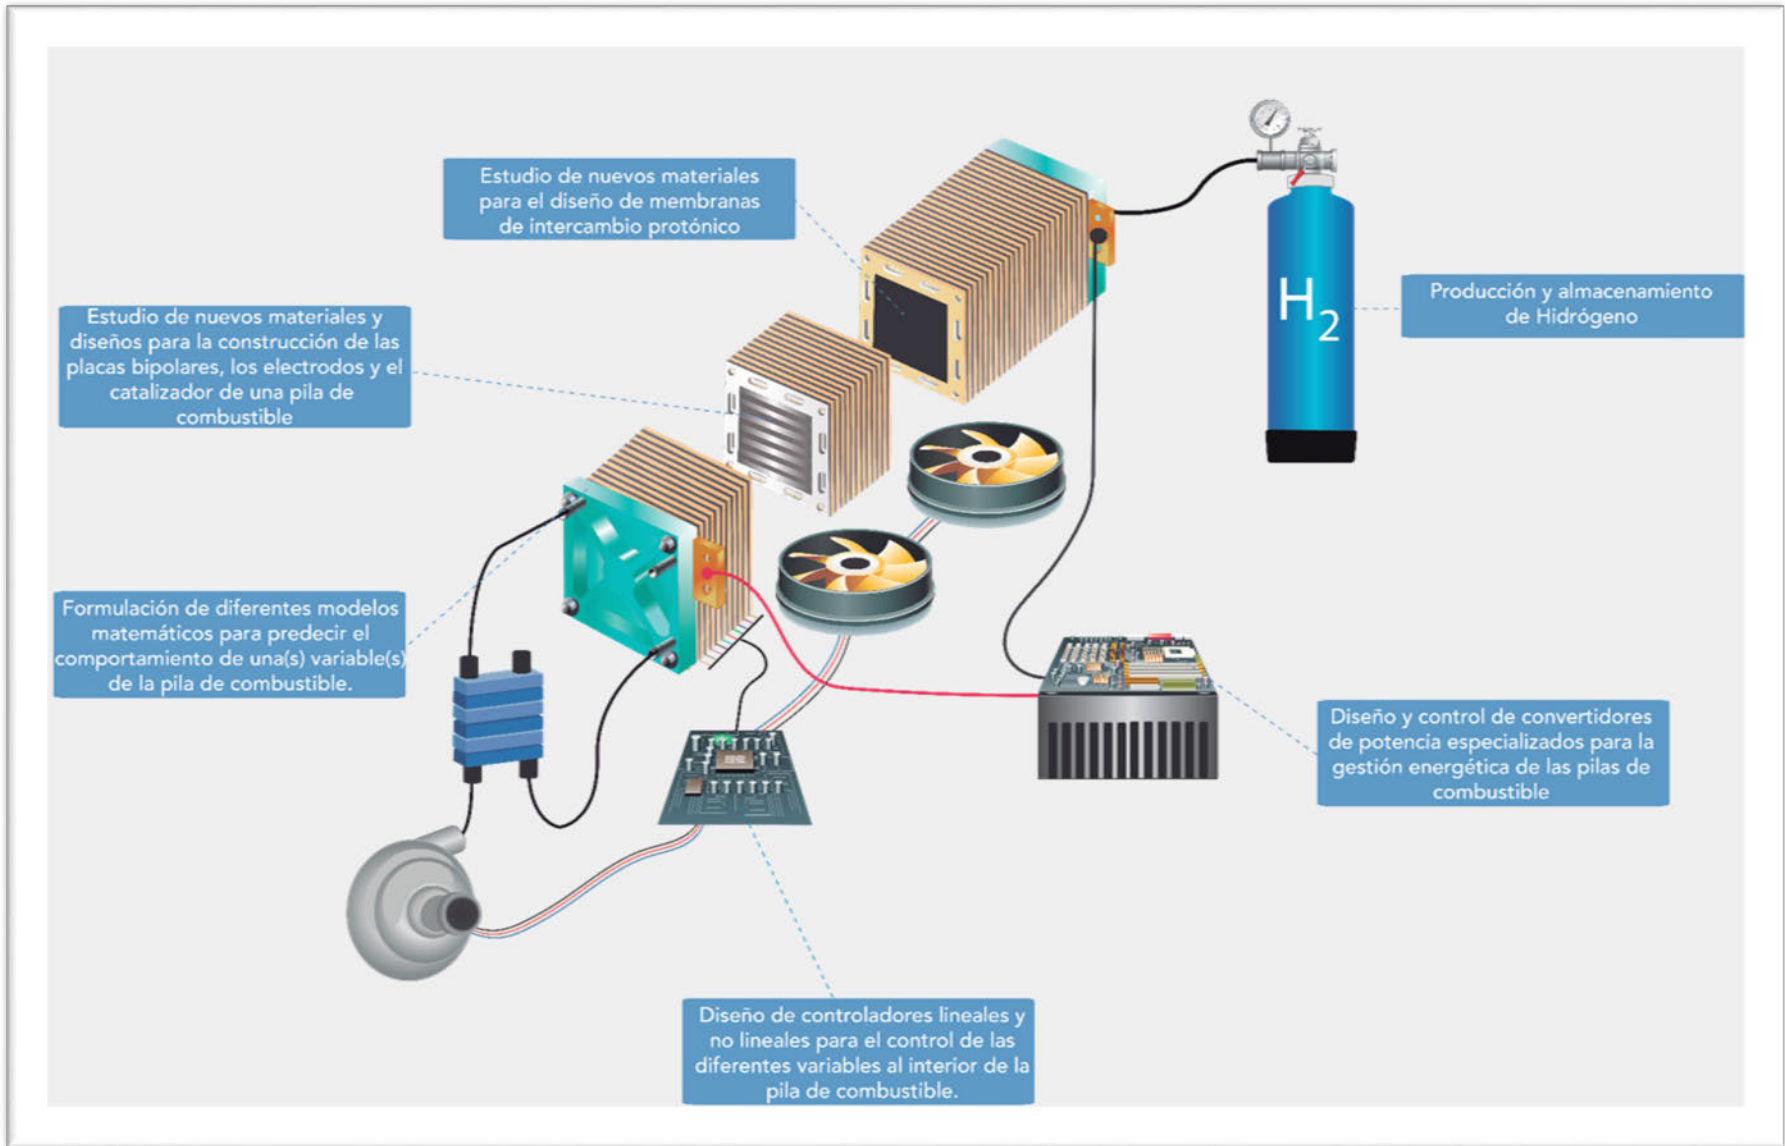 Estudio de nuevos materiales
para el diseño de membranas
de intercambio protónico
H2
Producción y almacenamiento
de Hidrógeno
Estudio de nuevos materiales y
diseños para la construcción de las
placas bipolares, los electrodos y el
catalizador de una pila de
combustible
Formulación de diferentes modelos
matemáticos para predecir el
comportamiento de una(s) variable(s)
de la pila de combustible.
Diseño y control de convertidores
de potencia especializados para la
gestión energética de las pilas de
combustible
Diseño de controladores lineales y
no lineales para el control de las
diferentes variables al interior de la
pila de combustible.